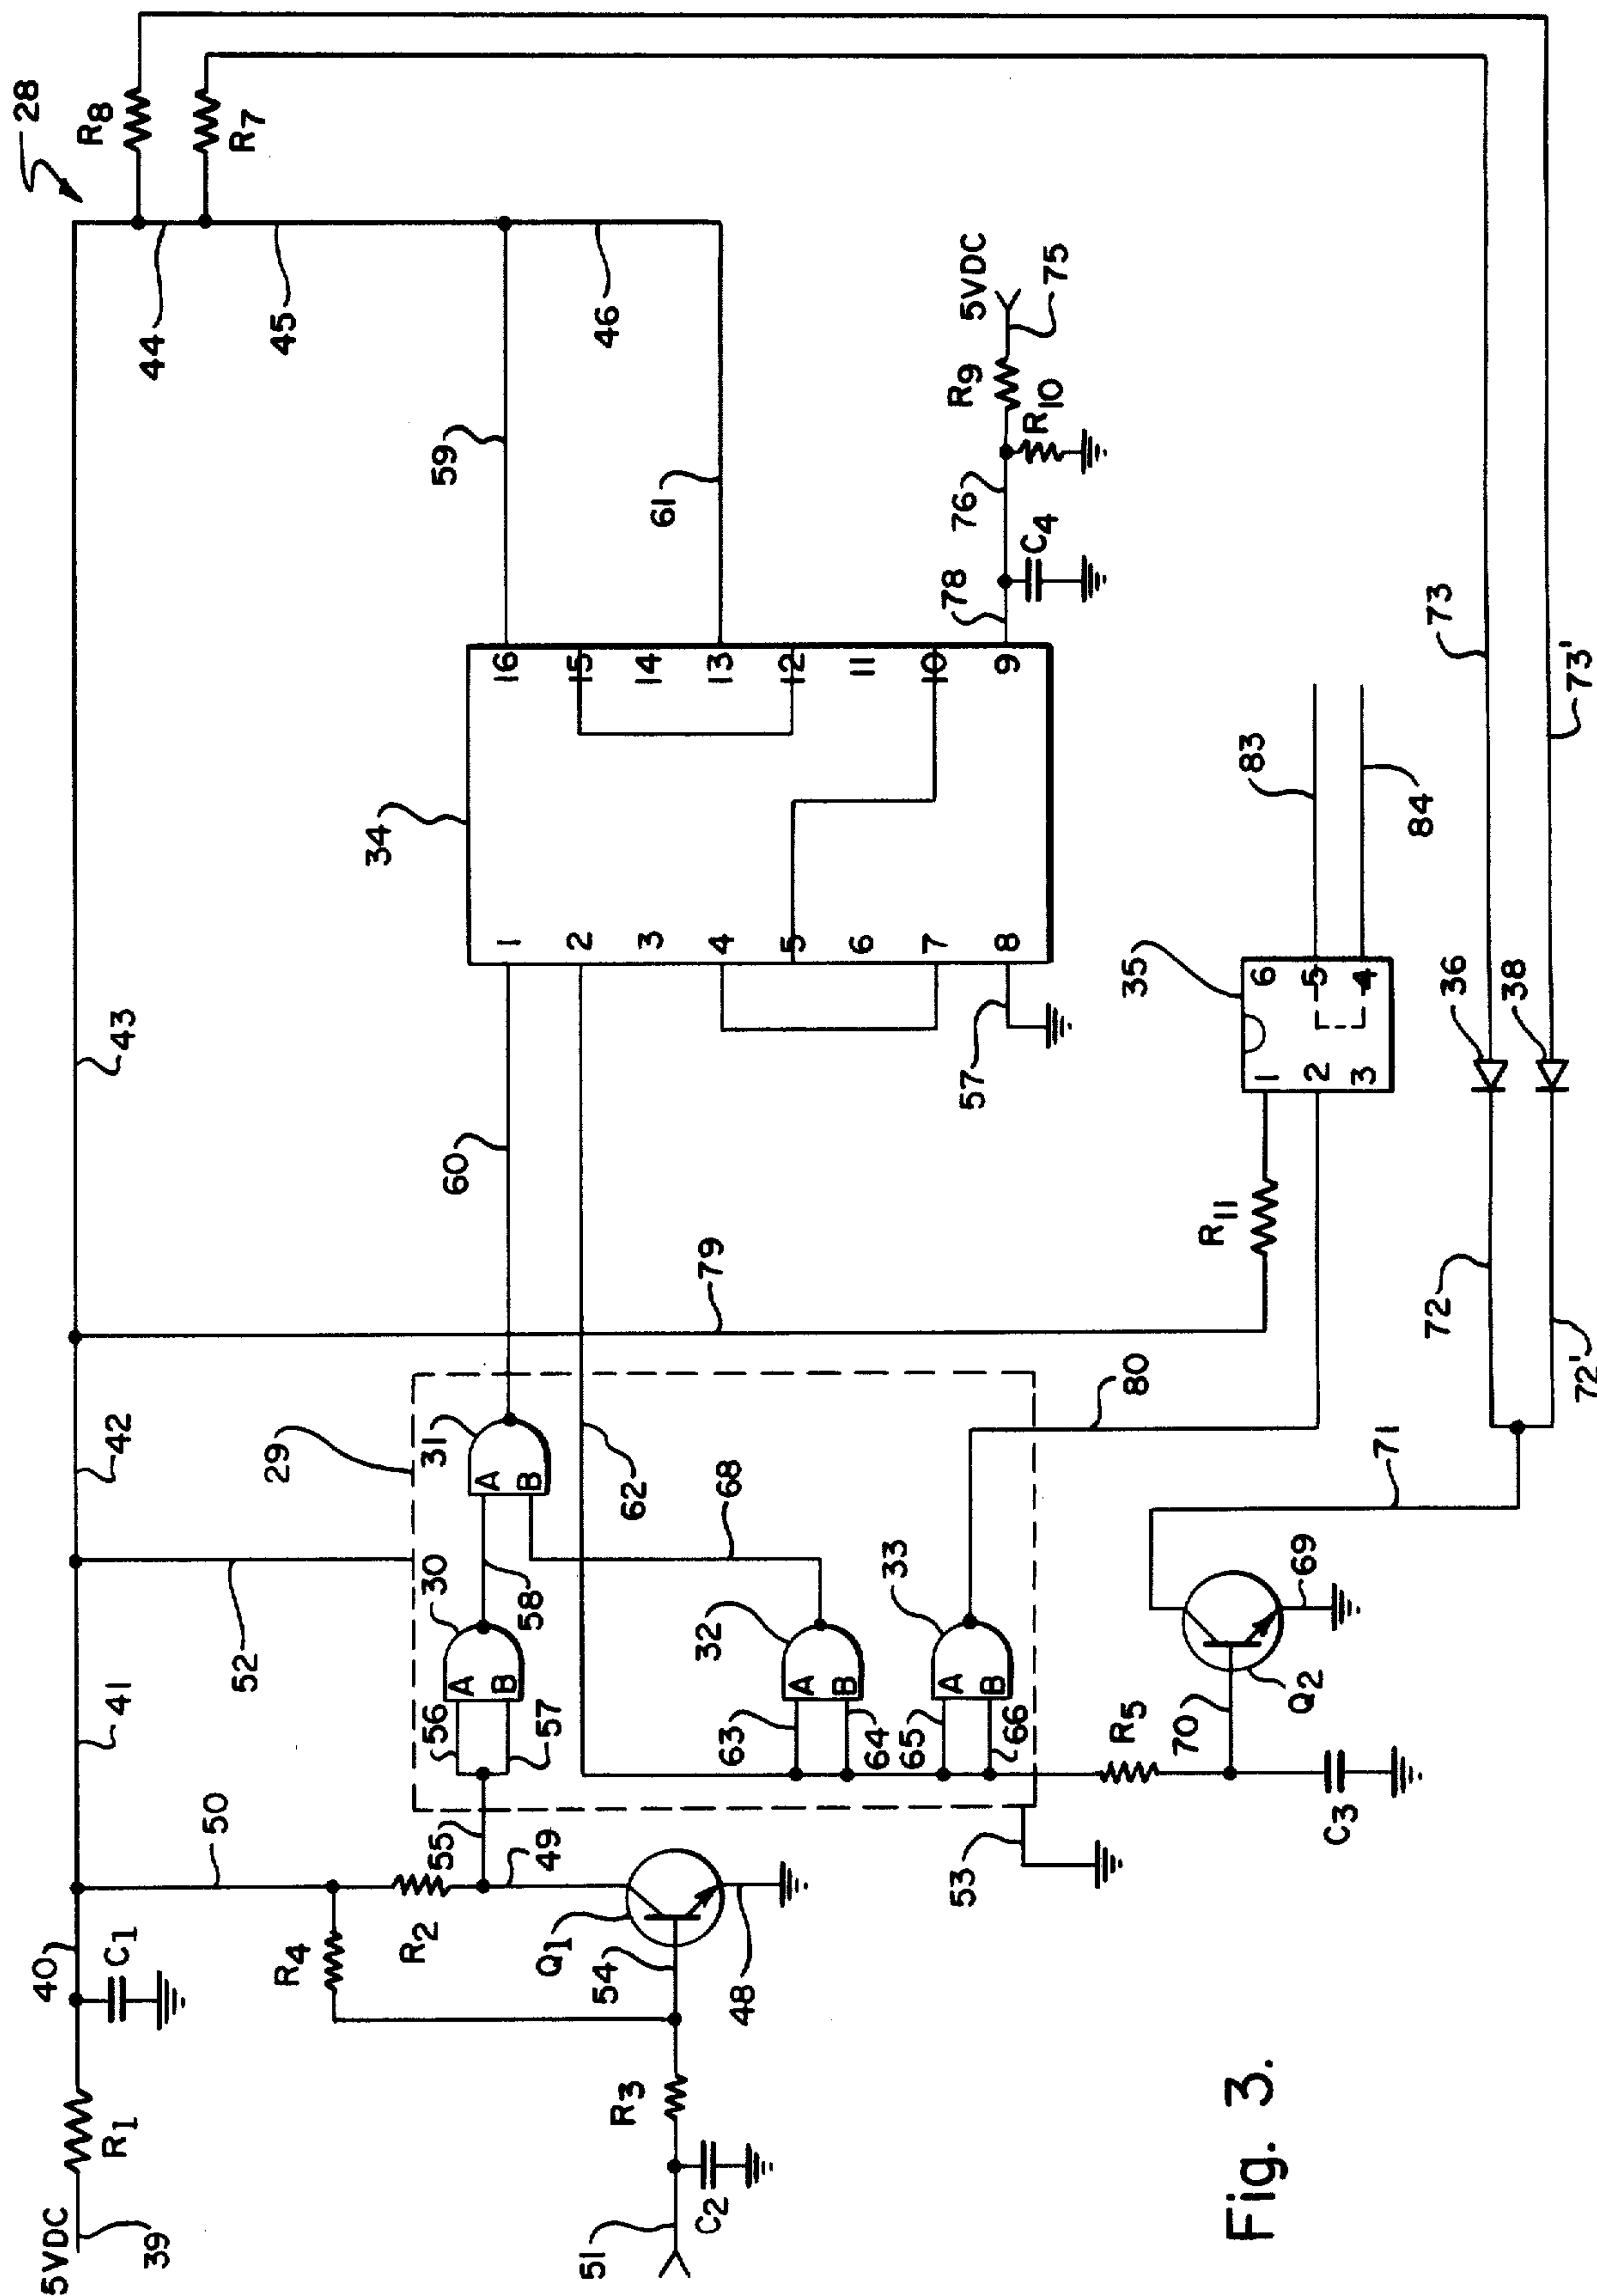 28
R8
R7
44
45
46
5VDC
75
R9
R10
59
61
76
C4
78
73
73'
16
15
14
13
12
11
10
9
34
83
84
1
2
3
4
5
6
7
8
57
35
6
5
4
1
2
3
36
38
43
60
R11
79
72
72'
42
29
31
A
B
62
68
80
71
52
30
58
A
B
56
57
32
A
B
63
64
33
A
B
65
66
69
Q2
70
R5
C3
41
50
55
49
53
R2
R4
Q1
54
48
40
C1
R1
R3
C2
5VDC
39
51
Fig. 3.